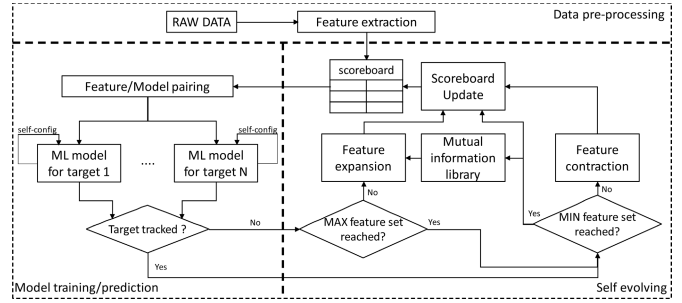 RAW DATA
Feature extraction
Data pre-processing
scoreboard
Scoreboard
Update
Feature/Model pairing
self-config
self-config
ML model
for target 1
....
ML model
for target N
Feature
expansion
Mutual
information
library
Feature
contraction
No
No
Target tracked ?
No
MAX feature set
reached?
Yes
Yes
MIN feature set
reached?
Yes
Model training/prediction
Self evolving